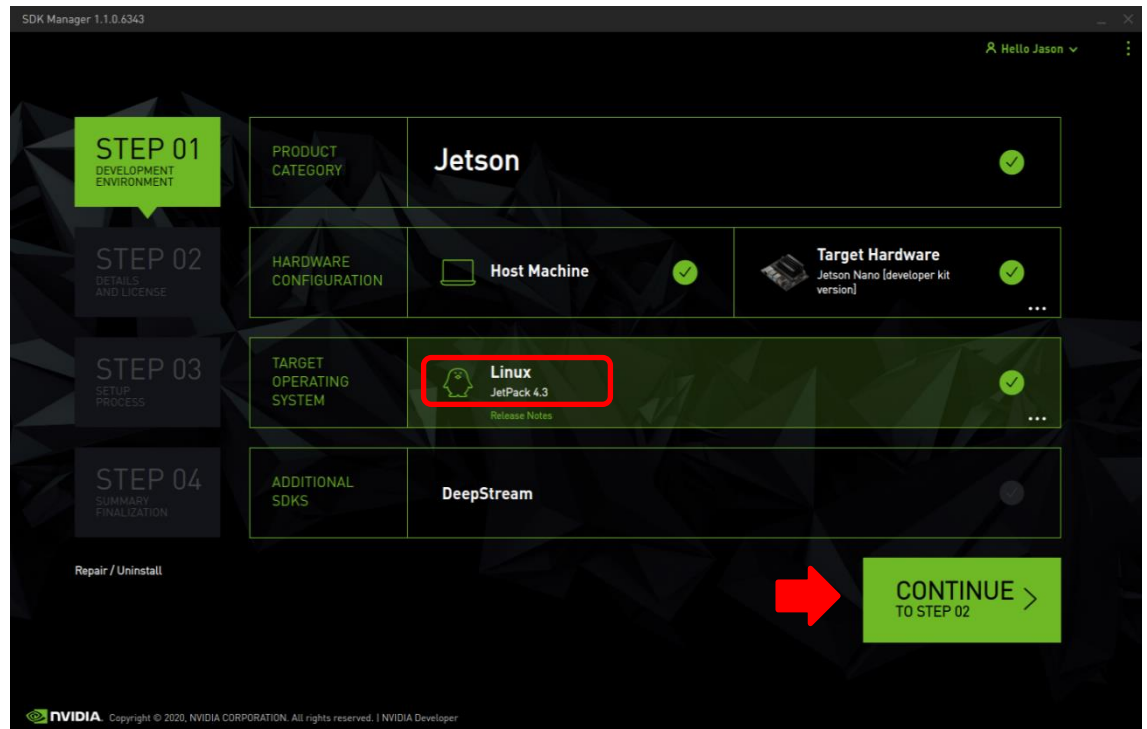 SDK Manager 1.1.0.6343
Hello Jason
STEP 01
DEVELOPMENT
ENVIRONMENT
PRODUCT
CATEGORY
Jetson
STEP 02
DETAILS
AND LICENSE
HARDWARE
CONFIGURATION
Host Machine
Target Hardware
Jetson Nano [developer kit
version]
...
STEP 03
SETUP
PROCESS
TARGET
OPERATING
SYSTEM
Linux
JetPack 4.3
Release Notes
...
STEP 04
SUMMARY
FINALIZATION
ADDITIONAL
SDKS
DeepStream
Repair / Uninstall
CONTINUE >
TO STEP 02
NVIDIA. Copyright © 2020, NVIDIA CORPORATION. All rights reserved. | NVIDIA Developer